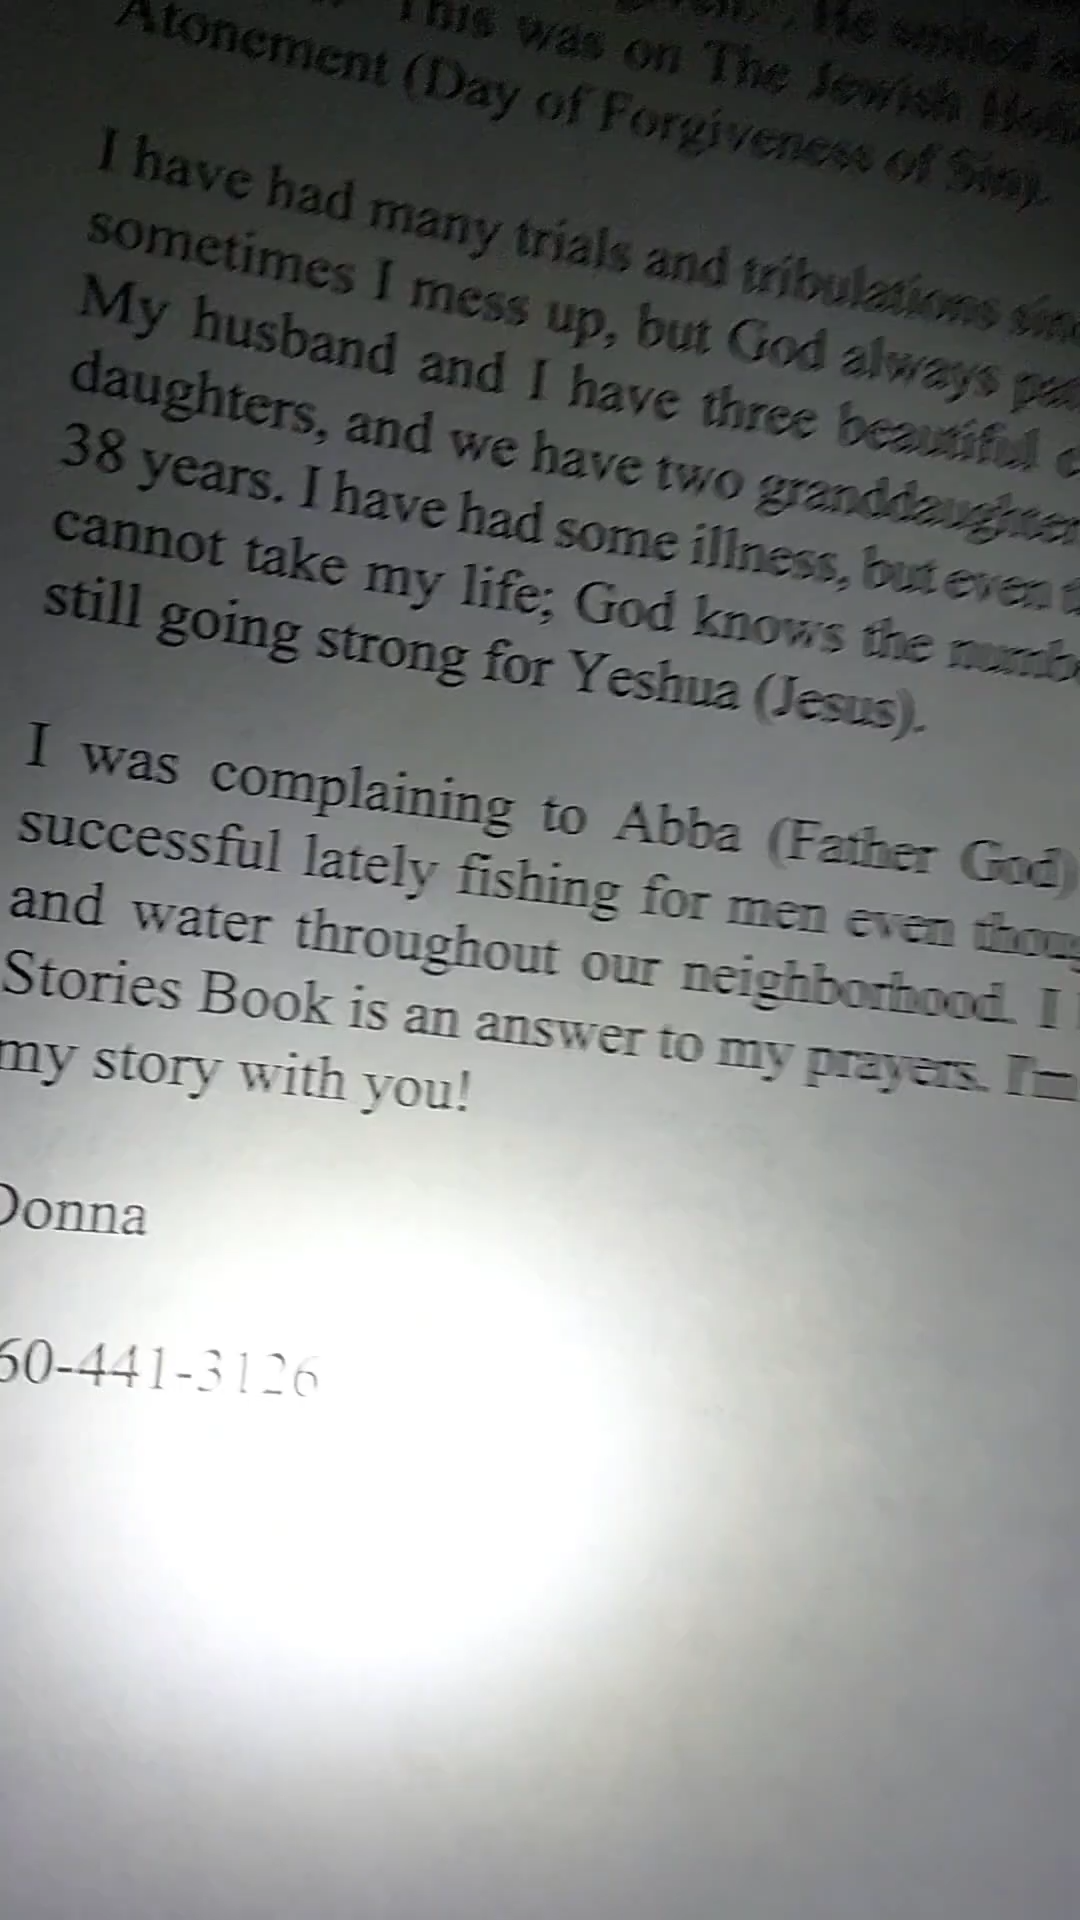 This was on The Jewish
Atonement (Day of Forgiveness of Sins).
I have had many trials and tribulations
sometimes I mess up, but God always
My husband and I have three beautiful
daughters, and we have two
38 years. I have had some illness, but even
cannot take my life; God knows the
still going strong for Yeshua (Jesus).
I was complaining to Abba (Father God)
successful lately fishing for men even
and water throughout our neighborhood. I
Stories Book is an answer to my prayers.
my story with you!
Donna
60-441-3126